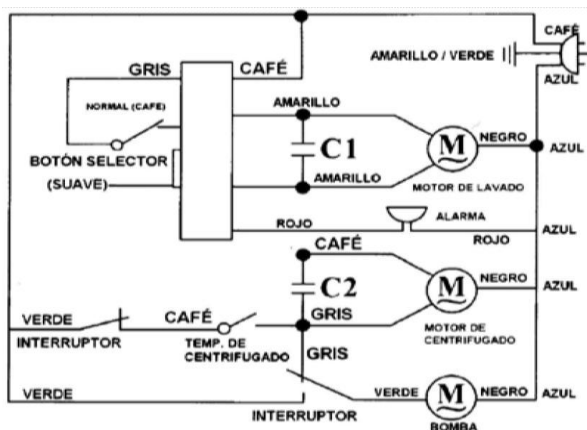 CAFÉ
AMARILLO / VERDE
AZUL
GRIS
CAFÉ
NORMAL (CAFE)
AMARILLO
C1
M
NEGRO
AZUL
BOTÓN SELECTOR
(SUAVE)
AMARILLO
MOTOR DE LAVADO
ALARMA
ROJO
ROJO
AZUL
CAFÉ
C2
M
NEGRO
AZUL
VERDE
CAFÉ
GRIS
INTERRUPTOR
TEMP. DE
CENTRIFUGADO
MOTOR DE
CENTRIFUGADO
GRIS
VERDE
VERDE
M
NEGRO
AZUL
INTERRUPTOR
BOMBA